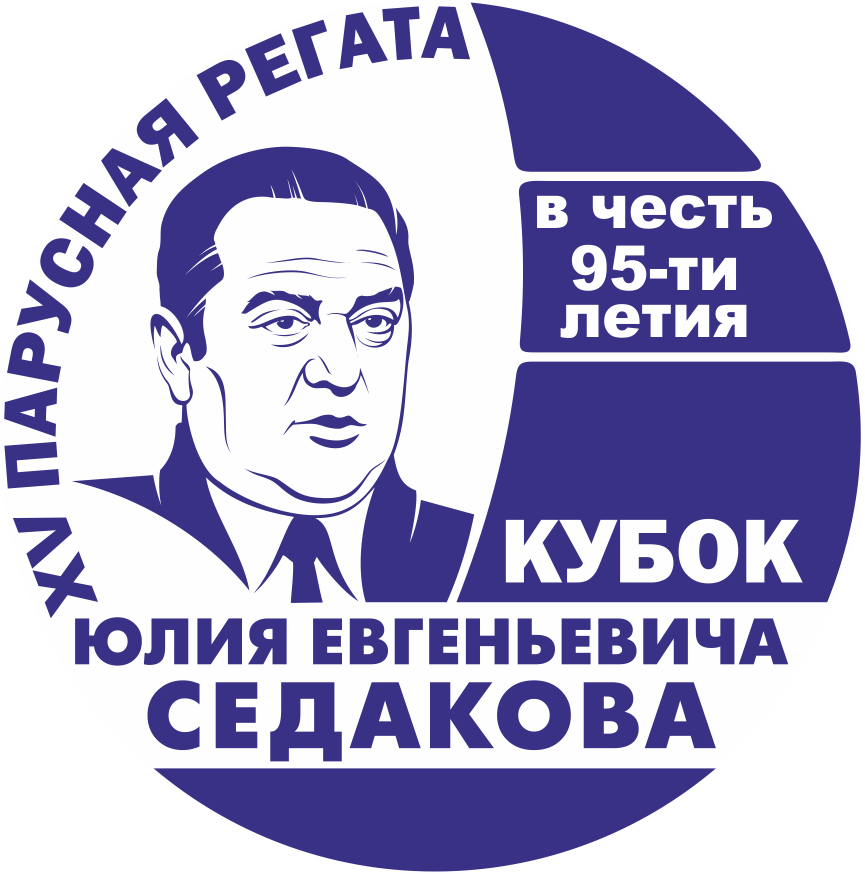 XV ПАРУСНАЯ РЕГАТА
в честь
95-ти
летия
КУБОК
ЮЛИЯ ЕВГЕНЬЕВИЧА
СЕДАКОВА